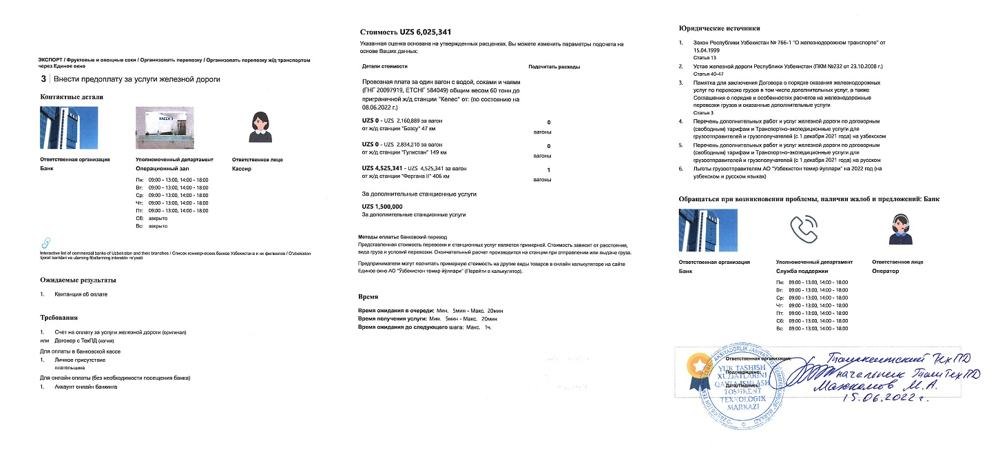 ЭКСПОРТ / Фруктовые и овощные соки / Организовать перевозку / Организовать перевозку ж/д транспортом
через Единое окно
3 Внести предоплату за услуги железной дороги
Контактные детали
КАССА
Ответственная организация
Банк
Уполномоченный департамент
Операционный зал
Пн: 09:00 - 13:00, 14:00 - 18:00
Вт: 09:00 - 13:00, 14:00 - 18:00
Ср: 09:00 - 13:00, 14:00 - 18:00
Чт: 09:00 - 13:00, 14:00 - 18:00
Пт: 09:00 - 13:00, 14:00 - 18:00
Сб: закрыто
Вс: закрыто
Ответственное лицо
Кассир
Interactive list of commercial banks of Uzbekistan and their branches / Список коммерческих банков Узбекистана и их филиалов / O'zbekiston
Ожидаемые результаты
1. Квитанция об оплате
Требования
1. Счет на оплату за услуги железной дороги (оригинал)
или Договор с ТехПД (копия)
Для оплаты в банковской кассе
1. Личное присутствие
плательщика
Для онлайн оплаты (без необходимости посещения банка)
1. Аккаунт онлайн банкинга
Стоимость UZS 6,025,341
Указанная оценка основана на утвержденных расценках. Вы можете изменить параметры подсчета на
основе Ваших данных:
Детали стоимости Подсчитать расходы
Провозная плата за один вагон с водой, соками и чаями
(ГНГ 20097919, ЕТСНГ 584049) общим весом 60 тонн до
приграничной ж/д станции "Келес" от: (по состоянию на
08.06.2022 г.)
UZS 0 - UZS 2,160,889 за вагон 0
от ж/д станции "Бозсу" 47 км вагоны
UZS 0 - UZS 2,834,210 за вагон 0
от ж/д станции "Гулистан" 149 км вагоны
UZS 4,525,341 - UZS 4,525,341 за вагон 1
от ж/д станции "Фергана II" 406 км вагоны
За дополнительные станционные услуги
UZS 1,500,000
За дополнительные станционные услуги
Методы оплаты: банковский перевод
Представленная стоимость перевозки и станционных услуг является примерной. Стоимость зависит от расстояния,
вида груза и условий перевозки. Окончательный расчет производится на станции при отправлении или выдаче груза.
Предприниматели могут посчитать примерную стоимость на другие виды товаров в онлайн калькуляторе на сайте
Единое окно АО "Ўзбекистон темир йўллари" (Перейти к калькулятору).
Время
Время ожидания в очереди: Мин. 5мин - Макс. 20мин
Время получения услуги: Мин. 5мин - Макс. 20мин
Время ожидания до следующего шага: Макс. 1ч.
Юридические источники
1. Закон Республики Узбекистан № 766-1 "О железнодорожном транспорте" от
15.04.1999
Статья 13
2. Устав железной дороги Республики Узбекистан (ПКМ №232 от 23.10.2008 г.)
Статьи 40-47
3. Памятка для заключения Договора о порядке оказания железнодорожных
услуг по перевозке грузов в том числе дополнительных услуг, а также
Соглашения о порядке и особенностях расчетов на железнодорожные
перевозки грузов и оказанные дополнительные услуги.
Статья 3
4. Перечень дополнительных работ и услуг железной дороги по договорным
(свободным) тарифам и Транспортно-экспедиционные услуги для
грузоотправителей и грузополучателей (с 1 декабря 2021 года) на узбекском
5. Перечень дополнительных работ и услуг железной дороги по договорным
(свободным) тарифам и Транспортно-экспедиционные услуги для
грузоотправителей и грузополучателей (с 1 декабря 2021 года) на русском
6. Льготы грузоотправителям АО "Узбекистон темир йуллари" на 2022 год (на
узбекском и русском языках)
Обращаться при возникновении проблемы, наличии жалоб и предложений: Банк
Ответственная организация
Банк
Уполномоченный департамент
Служба поддержки
Пн: 09:00 - 13:00, 14:00 - 18:00
Вт: 09:00 - 13:00, 14:00 - 18:00
Ср: 09:00 - 13:00, 14:00 - 18:00
Чт: 09:00 - 13:00, 14:00 - 18:00
Пт: 09:00 - 13:00, 14:00 - 18:00
Сб: 09:00 - 13:00, 14:00 - 18:00
Вс: 09:00 - 13:00, 14:00 - 18:00
Ответственное лицо
Оператор
Ответственная организация:
YUK TASHISH
XUJJATLARINI
QAYTA ISHLASH
TOSHKENT
TEXNOLOGIK
MARKAZI
Ташкентский ТехПД
начальник ТашТехПД
Махкамов М. А.
15.06.2022 г.